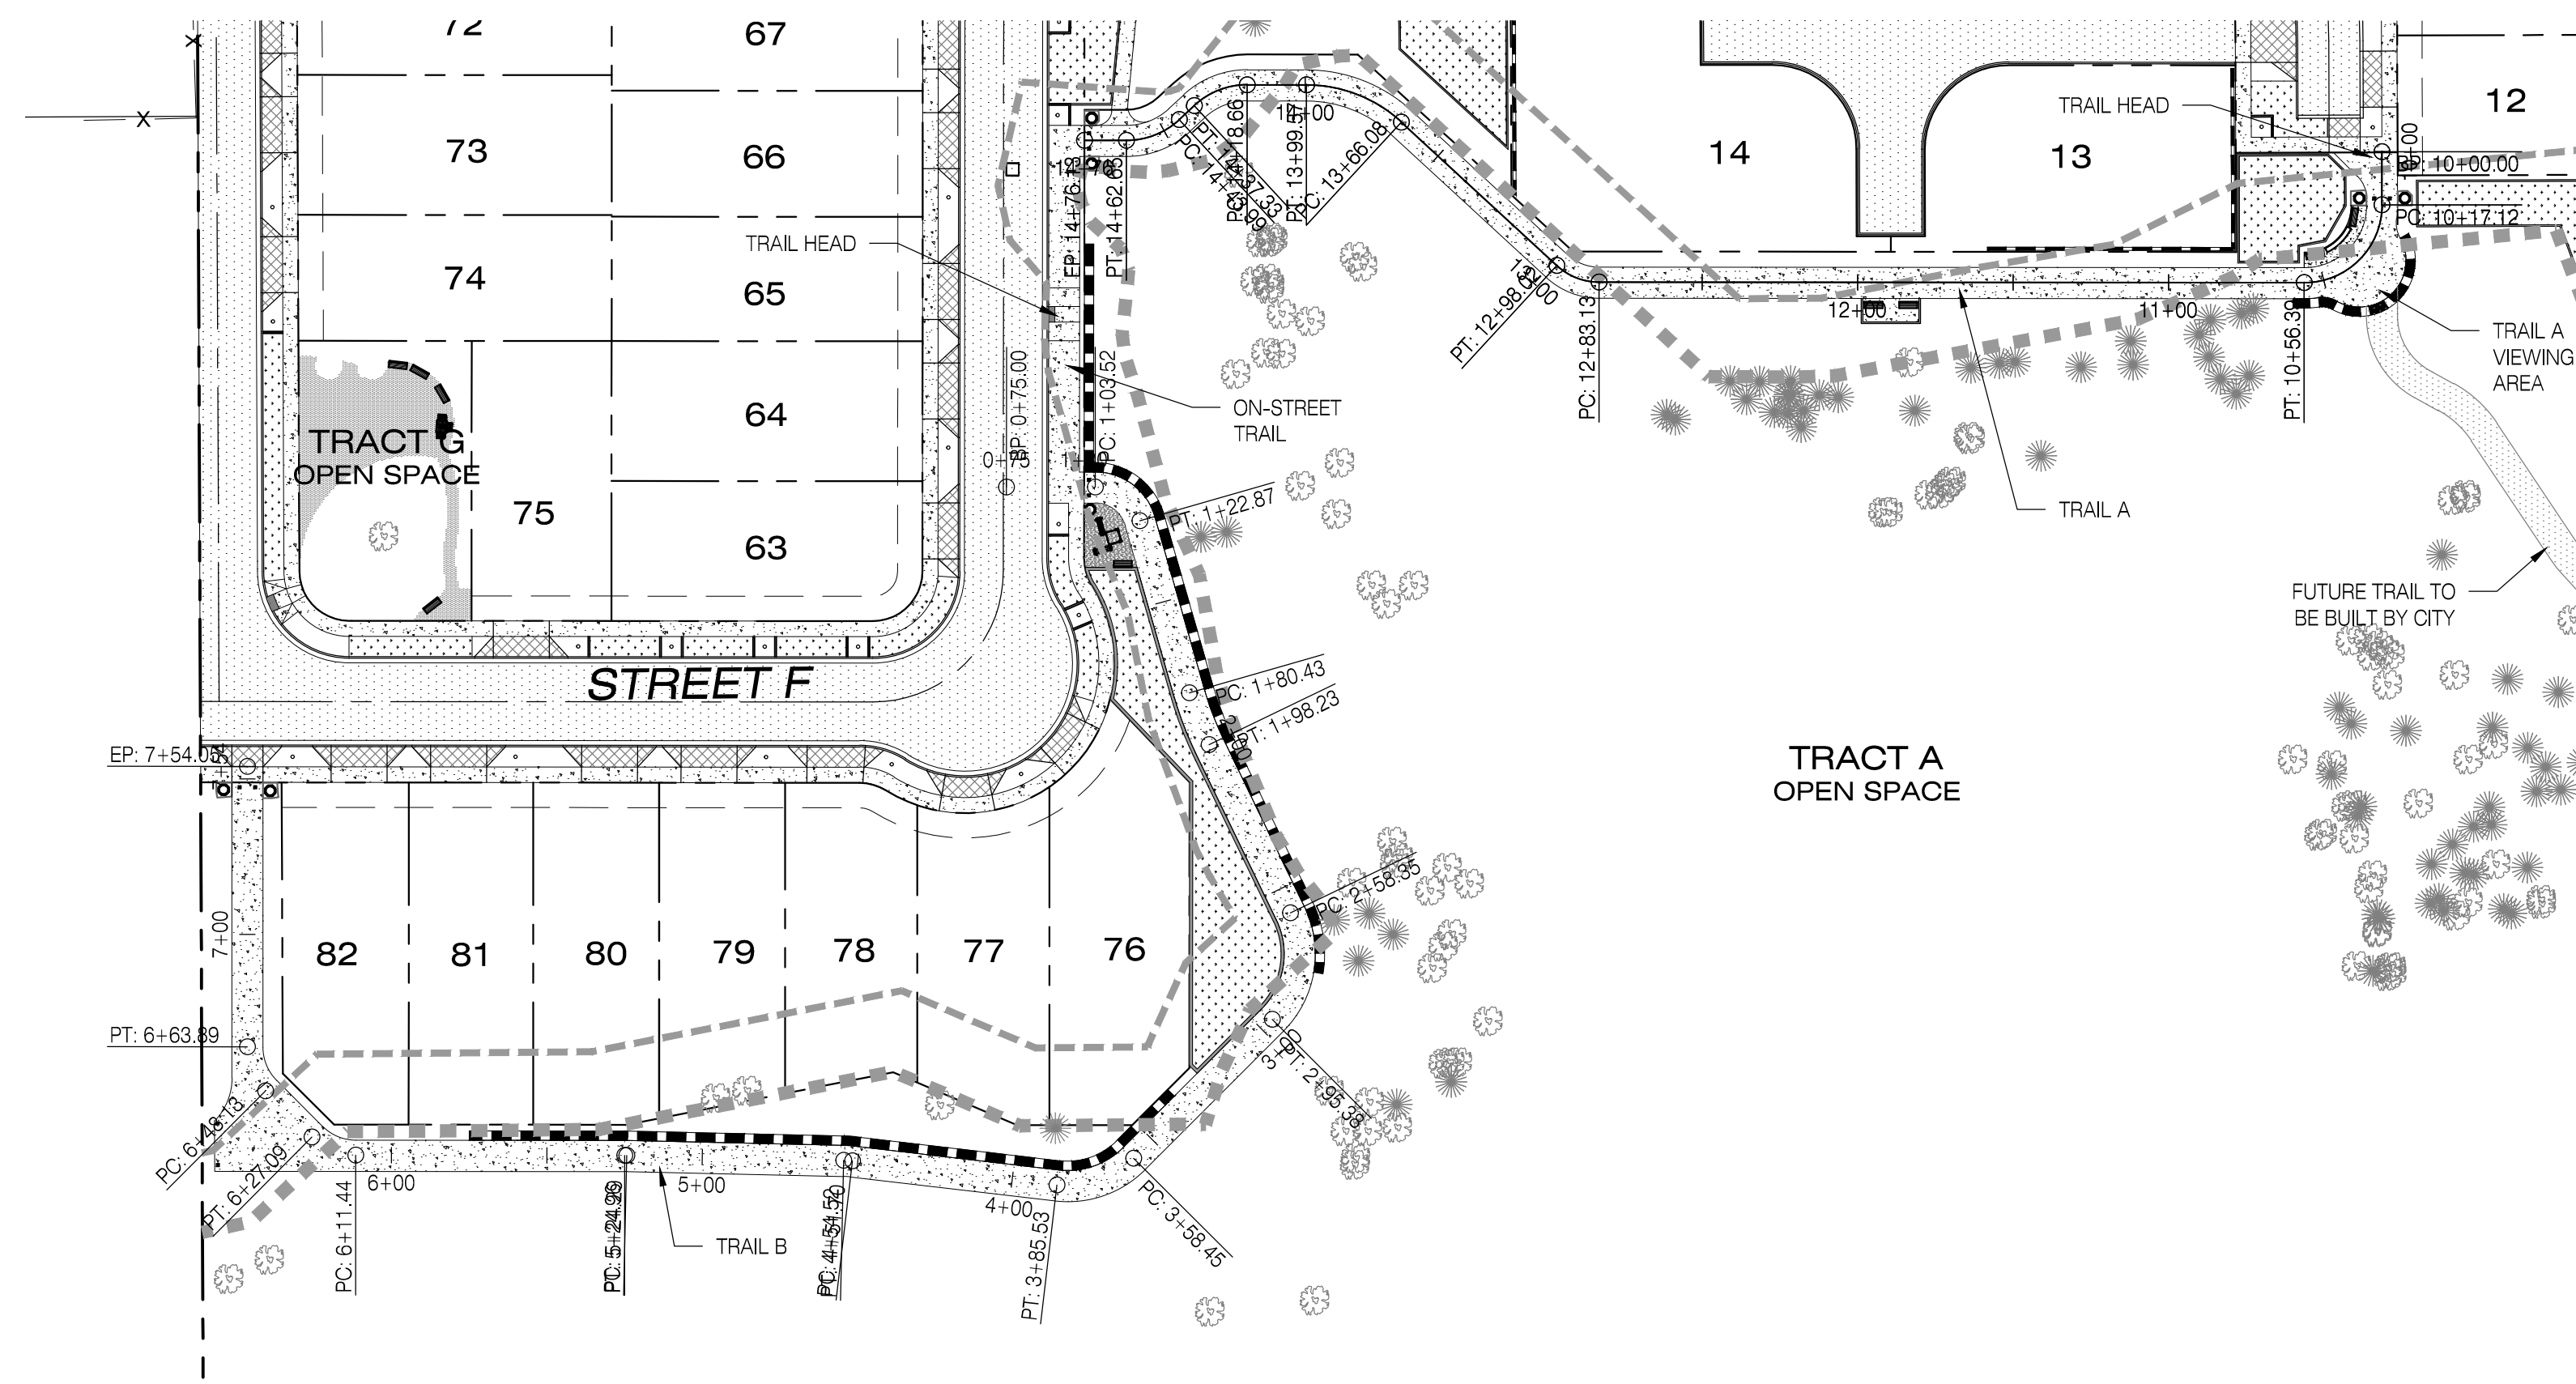 67
73
66
74
65
64
TRACT G
OPEN SPACE
75
63
TRAIL HEAD
ON-STREET
TRAIL
STREET F
14
13
12
TRAIL HEAD
BP: 10+00.00
PC: 10+17.12
PT: 10+56.39
11+00
12+00
PC: 12+83.13
PT: 12+98.
PC: 13+66.08
PT: 13+99.57
14+00
PT: 14+62.65
TRAIL A
VIEWING
AREA
TRAIL A
FUTURE TRAIL TO
BE BUILT BY CITY
TRACT A
OPEN SPACE
BP: 0+75.00
0+75
PC: 1+03.52
PT: 1+22.87
PC: 1+80.43
PT: 1+98.23
PC: 2+58.35
PT: 2+95.38
3+00
PC: 3+58.45
PT: 3+85.53
4+00
5+00
6+00
PC: 6+11.44
PT: 6+27.09
PC: 6+48.13
PT: 6+63.89
7+00
EP: 7+54.05
82
81
80
79
78
77
76
TRAIL B
X
X